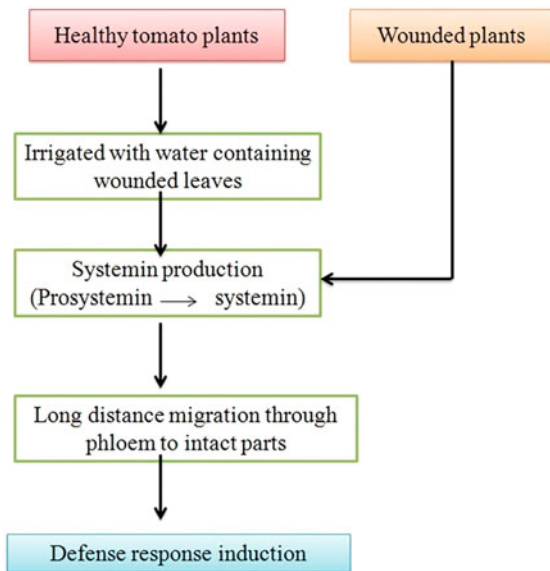 Healthy tomato plants
Wounded plants
Irrigated with water containing
wounded leaves
Systemin production
(Prosystemin → systemin)
Long distance migration through
phloem to intact parts
Defense response induction